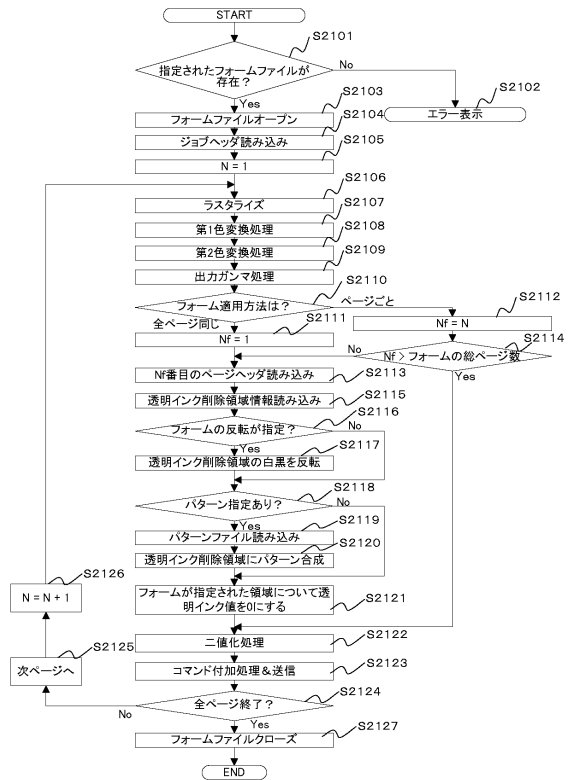 START
S2101
指定されたフォームファイルが
存在？
No
S2102
エラー表示
Yes
S2103
フォームファイルオープン
S2104
ジョブヘッダ読み込み
S2105
N = 1
S2106
ラスタライズ
S2107
第1色変換処理
S2108
第2色変換処理
S2109
出力ガンマ処理
S2110
フォーム適用方法は？
ページごと
S2112
Nf = N
全ページ同じ
S2111
Nf = 1
S2114
Nf > フォームの総ページ数
No
Yes
Nf番目のページヘッダ読み込み
S2113
透明インク削除領域情報読み込み
S2115
S2116
フォームの反転が指定？
No
Yes
S2117
透明インク削除領域の白黒を反転
S2118
パターン指定あり？
No
Yes
S2119
パターンファイル読み込み
S2120
透明インク削除領域にパターン合成
フォームが指定された領域について透
明インク値を0にする
S2121
二値化処理
S2122
コマンド付加処理＆送信
S2123
S2124
全ページ終了？
No
Yes
S2125
次ページへ
S2126
N = N + 1
S2127
フォームファイルクローズ
END